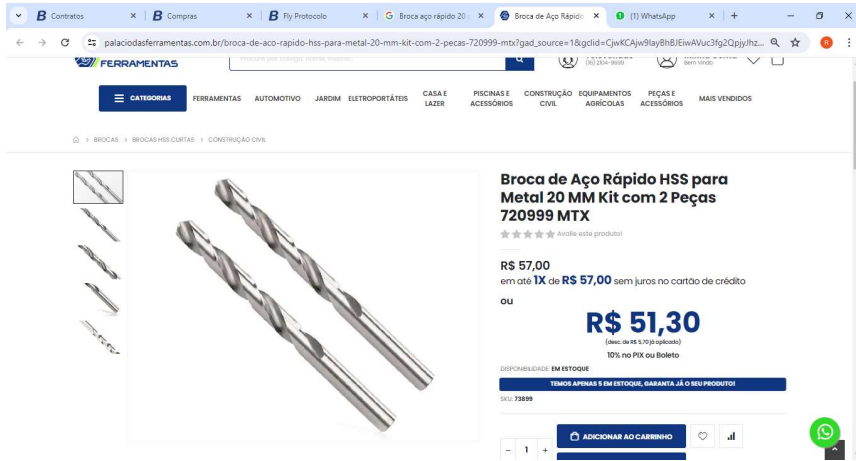 Contratos
Compras
Fly Protocolo
Broca aço rápido 20
Broca de Aço Rápido
(1) WhatsApp
palaciodasferramentas.com.br/broca-de-aco-rapido-hss-para-metal-20-mm-kit-com-2-pecas-720999-mtx?gad_source=1&gclid=CjwKCAjw9IayBhBJEiwAVuc3fg2QpjyJhz...
FERRAMENTAS
(16) 2104-9699
Bem vindo
CATEGORIAS
FERRAMENTAS
AUTOMOTIVO
JARDIM
ELETROPORTÁTEIS
CASA E LAZER
PISCINAS E ACESSÓRIOS
CONSTRUÇÃO CIVIL
EQUIPAMENTOS AGRÍCOLAS
PEÇAS E ACESSÓRIOS
MAIS VENDIDOS
BROCAS > BROCAS HSS CURTAS > CONSTRUÇÃO CIVIL
Broca de Aço Rápido HSS para
Metal 20 MM Kit com 2 Peças
720999 MTX
Avalie este produto!
R$ 57,00
em até 1X de R$ 57,00 sem juros no cartão de crédito
ou
R$ 51,30
(desc. de R$ 5,70 já aplicado)
10% no PIX ou Boleto
DISPONIBILIDADE: EM ESTOQUE
TEMOS APENAS 5 EM ESTOQUE, GARANTA JÁ O SEU PRODUTO!
SKU: 73899
- 1 +
ADICIONAR AO CARRINHO